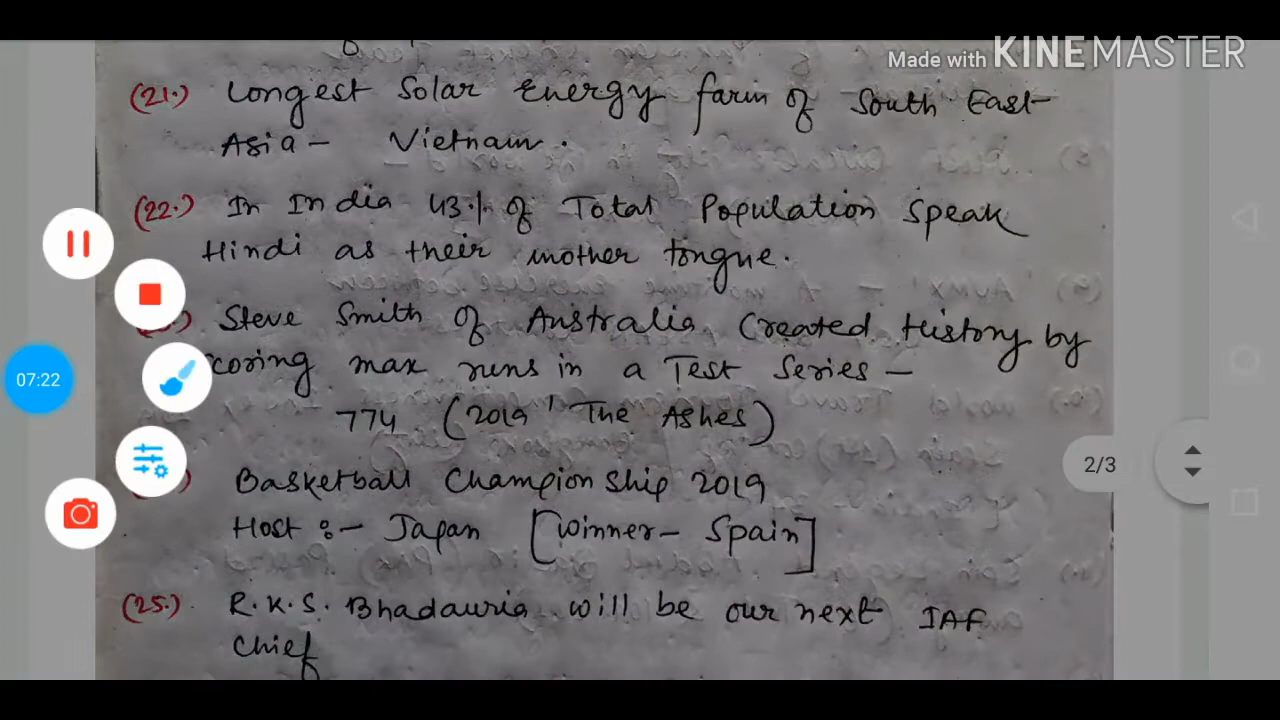 Made with KINEMASTER
(21.) Longest Solar Energy farm of South East
Asia - Vietnam.
(22.) In India 43% of Total Population Speak
Hindi as their mother tongue.
.) Steve Smith of Australia Created History by
coring max runs in a Test Series -
774 (2019 ' The Ashes)
) Basketball Championship 2019
Host :- Japan [Winner- Spain]
(25.) R.K.S. Bhadauria will be our next IAF
Chief
07:22
2/3